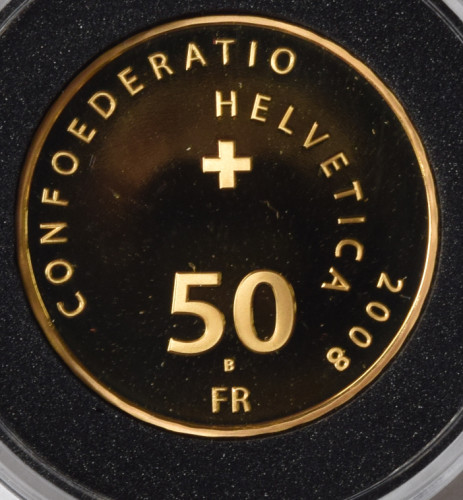 CONFOEDERATIO
HELVETICA
2008
50
B
FR